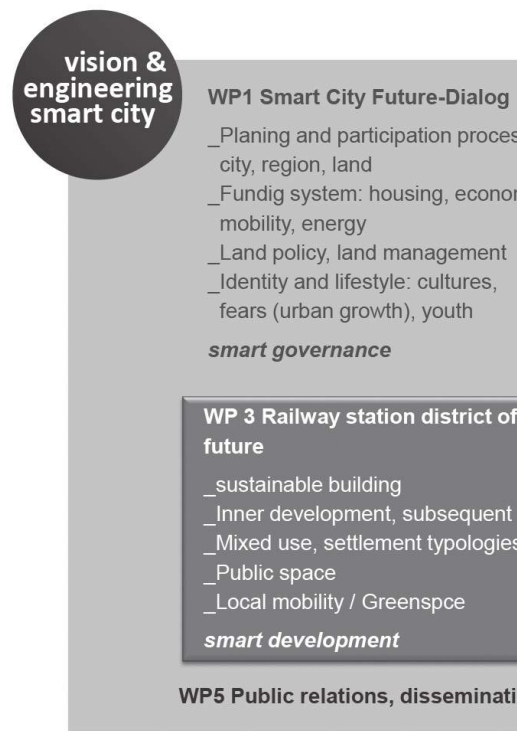 vision &
engineering
smart city
WP1 Smart City Future-Dialog
_Planing and participation proces
city, region, land
_Fundig system: housing, econo
mobility, energy
_Land policy, land management
_Identity and lifestyle: cultures,
fears (urban growth), youth
smart governance
WP 3 Railway station district of
future
_sustainable building
_Inner development, subsequent
_Mixed use, settlement typologies
_Public space
_Local mobility / Greenspce
smart development
WP5 Public relations, disseminati